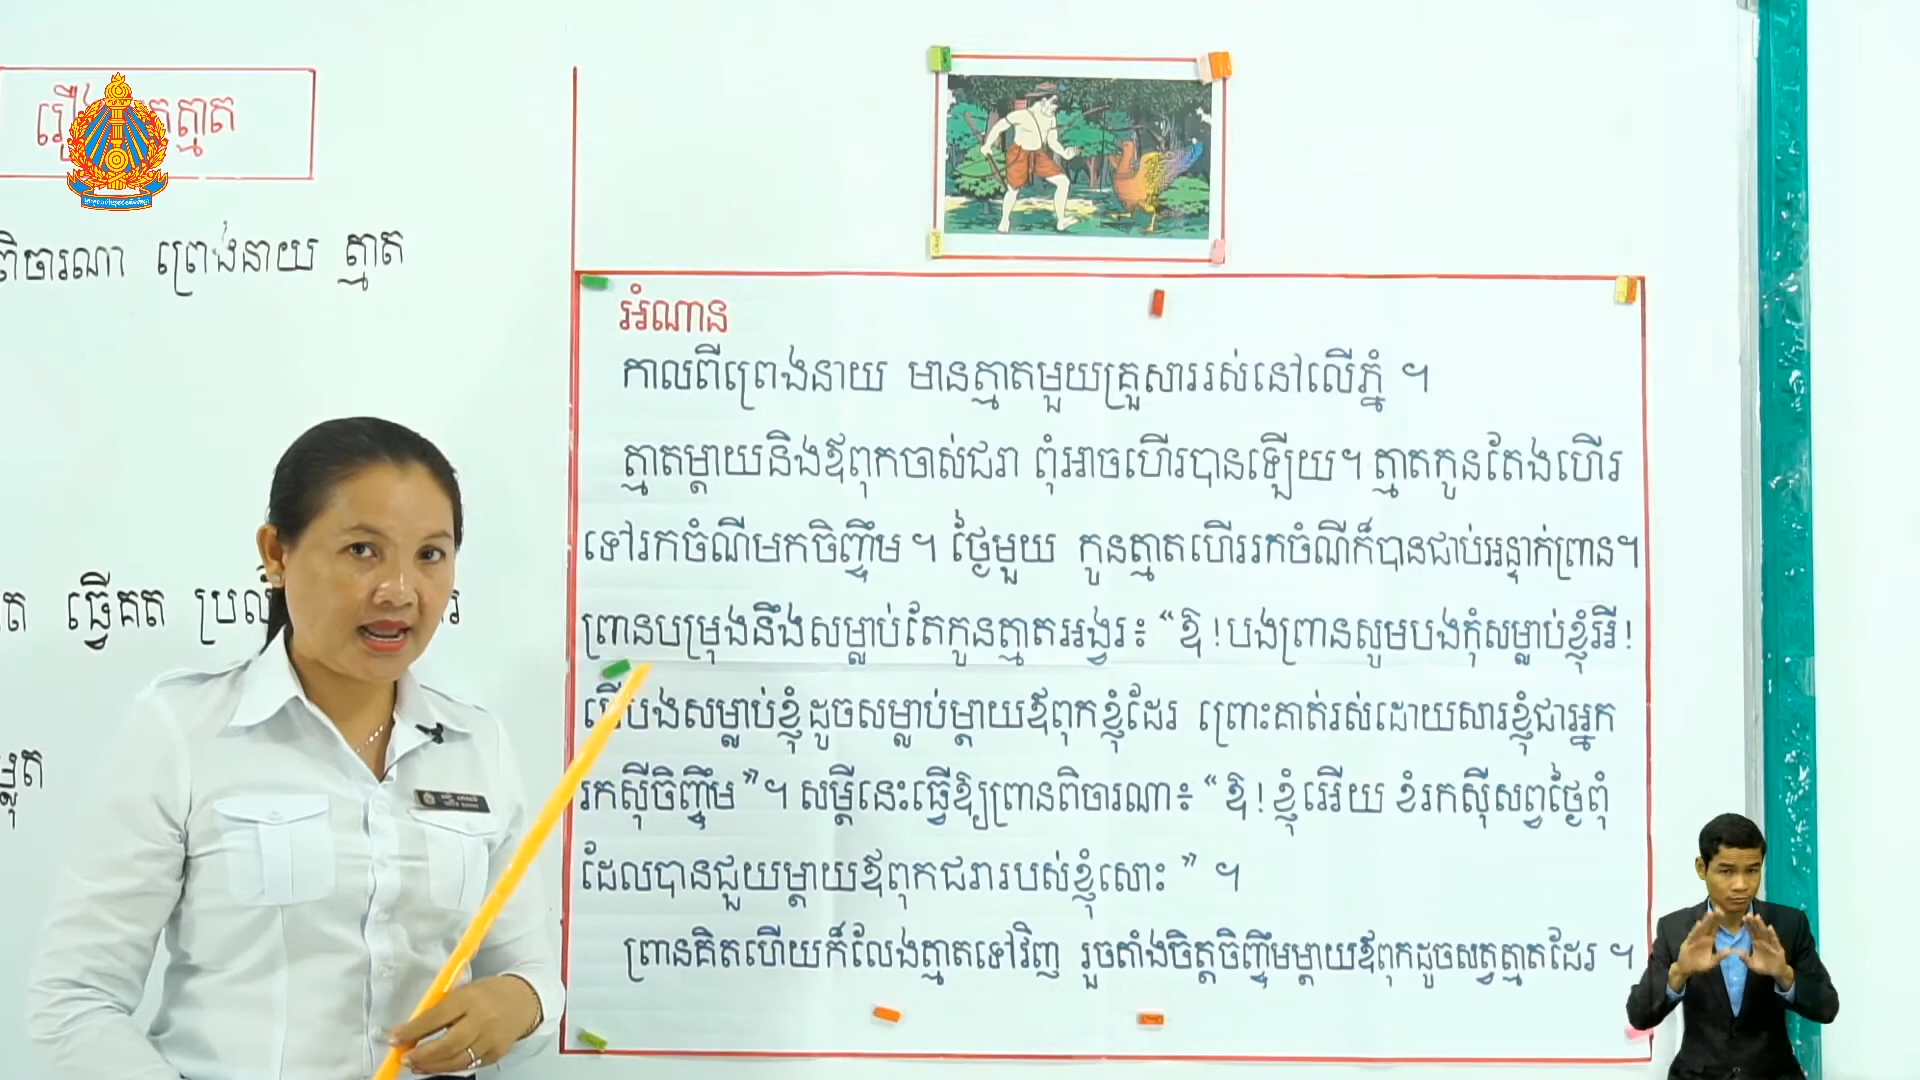 រឿង ត្មាត
ពិចារណា ព្រេងនាយ ត្មាត
ធ្វើគត
អំណាន
កាលពីព្រេងនាយ មានត្មាតមួយគ្រួសាររស់នៅលើភ្នំ ។
ត្មាតម្ដាយនិងឪពុកចាស់ជរា ពុំអាចហើរបានឡើយ។ ត្មាតកូនតែងហើរ
ទៅរកចំណីមកចិញ្ចឹម ។ ថ្ងៃមួយ កូនត្មាតហើររកចំណីក៏បានជាប់អន្ទាក់ព្រាន។
ព្រានបម្រុងនឹងសម្លាប់តែកូនត្មាតអង្វរ៖ “ ឱ ! បងព្រានសូមបងកុំសម្លាប់ខ្ញុំអី !
បើបងសម្លាប់ខ្ញុំដូចសម្លាប់ម្ដាយឪពុកខ្ញុំដែរ ព្រោះគាត់រស់ដោយសារខ្ញុំជាអ្នក
រកស៊ីចិញ្ចឹម ” ។ សម្ដីនេះធ្វើឱ្យព្រានពិចារណា៖ “ ឱ ! ខ្ញុំអើយ ខំរកស៊ីសព្វថ្ងៃពុំ
ដែលបានជួយម្ដាយឪពុកជរារបស់ខ្ញុំសោះ ” ។
ព្រានគិតហើយក៏លែងត្មាតទៅវិញ រួចតាំងចិត្តចិញ្ចឹមម្ដាយឪពុកដូចសត្វត្មាតដែរ ។